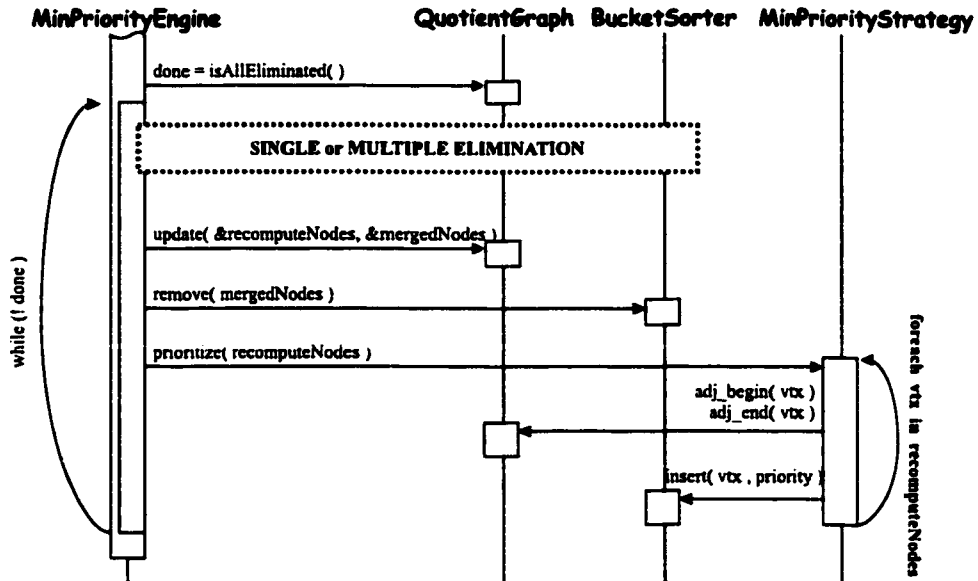 MinPriorityEngine QuotientGraph BucketSorter MinPriorityStrategy
done = isAllEliminated( )
SINGLE or MULTIPLE ELIMINATION
update( &recomputeNodes, &mergedNodes )
remove( mergedNodes )
prioritize( recomputeNodes )
adj_begin( vtx )
adj_end( vtx )
insert( vtx , priority )
while (! done )
foreach vtx in recomputeNodes